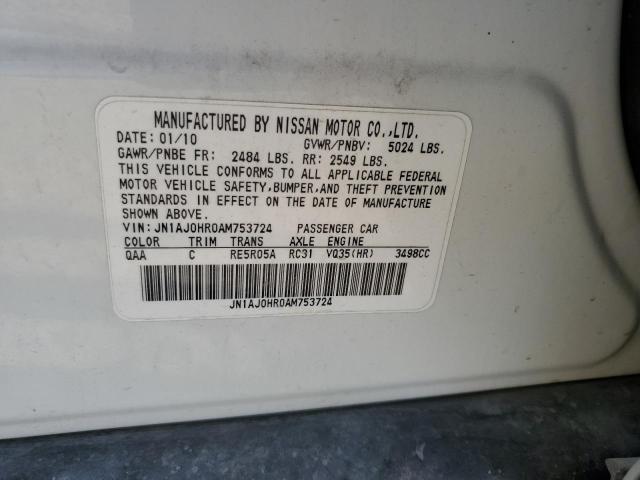 MANUFACTURED BY NISSAN MOTOR CO.,LTD.
DATE: 01/10 GVWR/PNBV: 5024 LBS.
GAWR/PNBE FR: 2484 LBS. RR: 2549 LBS.
THIS VEHICLE CONFORMS TO ALL APPLICABLE FEDERAL
MOTOR VEHICLE SAFETY,BUMPER,AND THEFT PREVENTION
STANDARDS IN EFFECT ON THE DATE OF MANUFACTURE
SHOWN ABOVE.
VIN: JN1AJ0HR0AM753724 PASSENGER CAR
COLOR TRIM TRANS AXLE ENGINE
QAA C RE5R05A RC31 VQ35(HR) 3498CC
JN1AJ0HR0AM753724